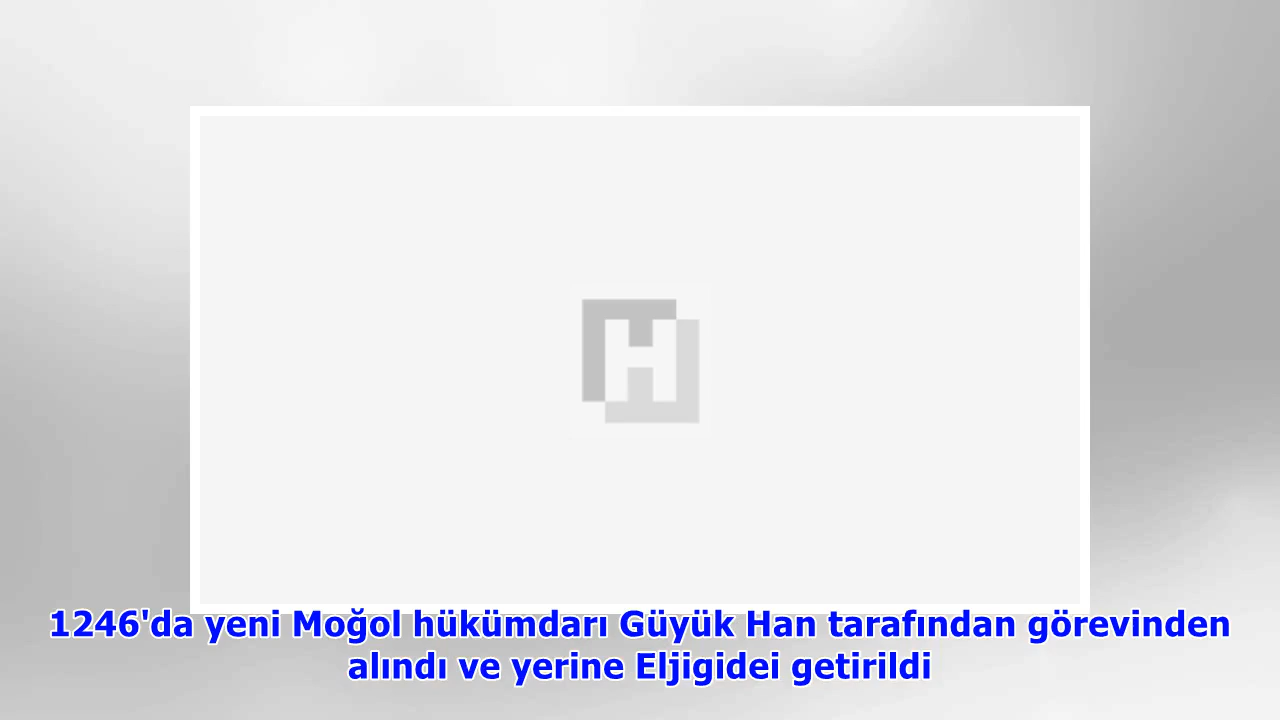 1246'da yeni Moğol hükümdarı Güyük Han tarafından görevinden
alındı ve yerine Eljigidei getirildi